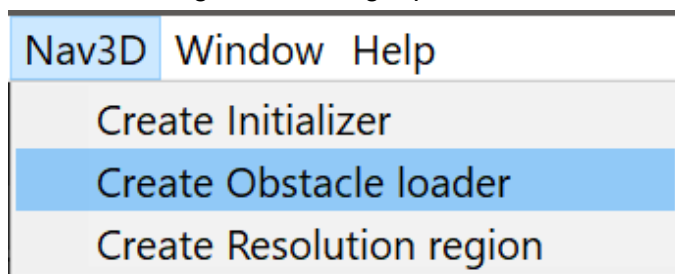 Nav3D Window Help
Create Initializer
Create Obstacle loader
Create Resolution region